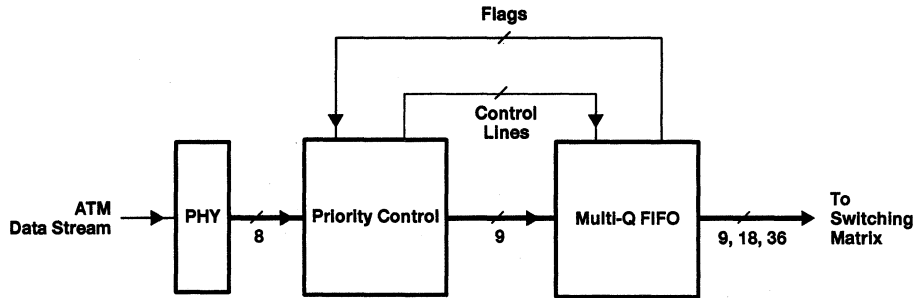 Flags
Control
Lines
ATM
Data Stream
PHY
8
Priority Control
9
Multi-Q FIFO
9, 18, 36
To
Switching
Matrix